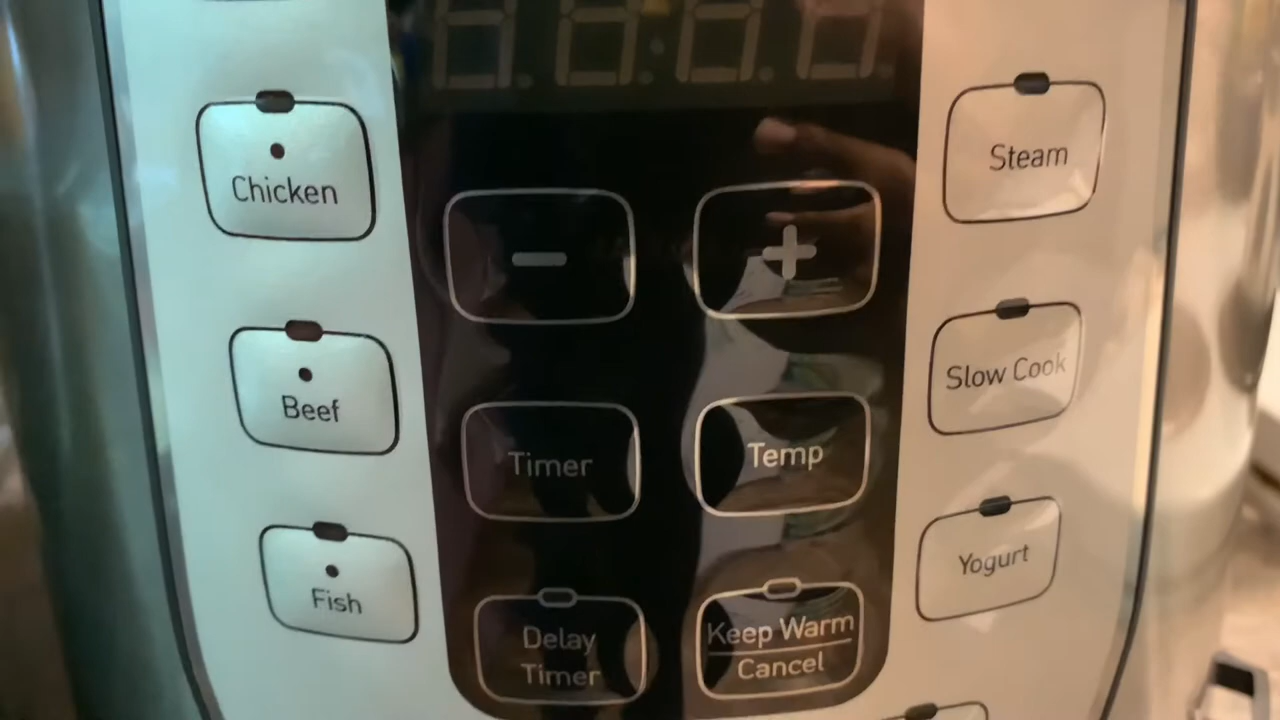 Chicken
Beef
Fish
−
+
Timer
Temp
Delay
Timer
Keep Warm
Cancel
Steam
Slow Cook
Yogurt